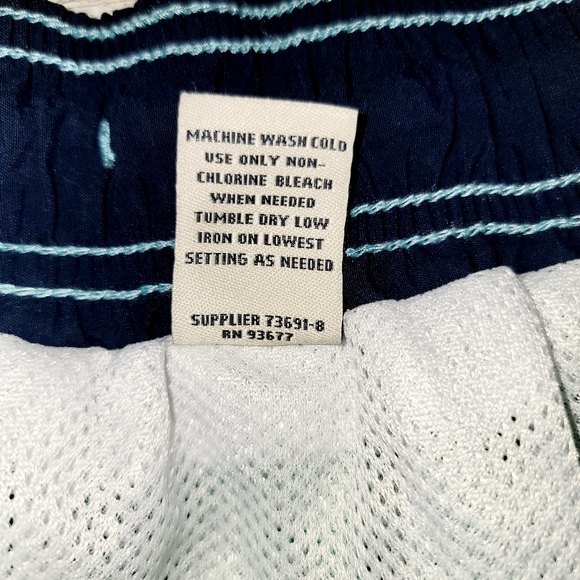 MACHINE WASH COLD
USE ONLY NON-
CHLORINE BLEACH
WHEN NEEDED
TUMBLE DRY LOW
IRON ON LOWEST
SETTING AS NEEDED
SUPPLIER 73691-8
RN 93677